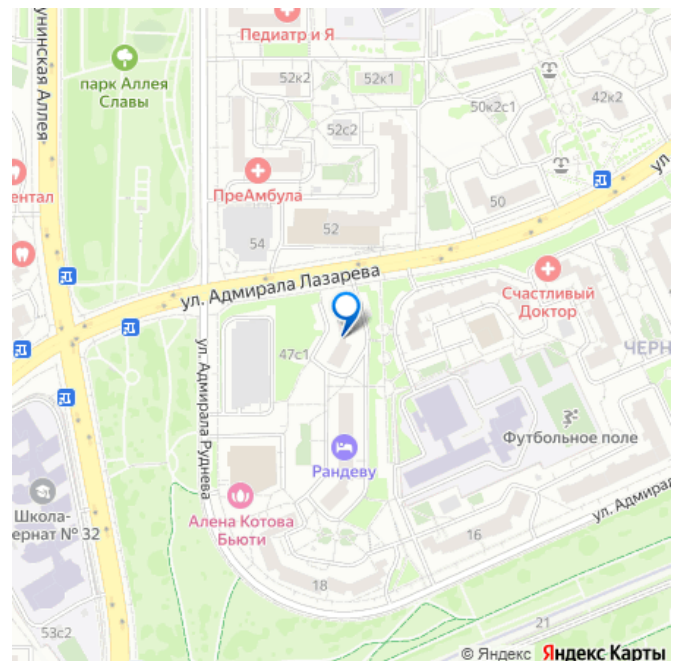 унинская Аллея
Педиатр и Я
парк Аллея
Славы
52к2
52к1
42к2
50к2с1
52с2
ентал
ПреАмбула
50
52
54
ул.
ул. Адмирала Лазарева
Счастливый
Доктор
47с1
ЧЕРН
ул. Адмирала Руднева
Футбольное поле
Рандеву
Школа-
ернат № 32
Алена Котова
Бьюти
16
ул. Адмирал
18
21
53с2
© Яндекс Яндекс Карты